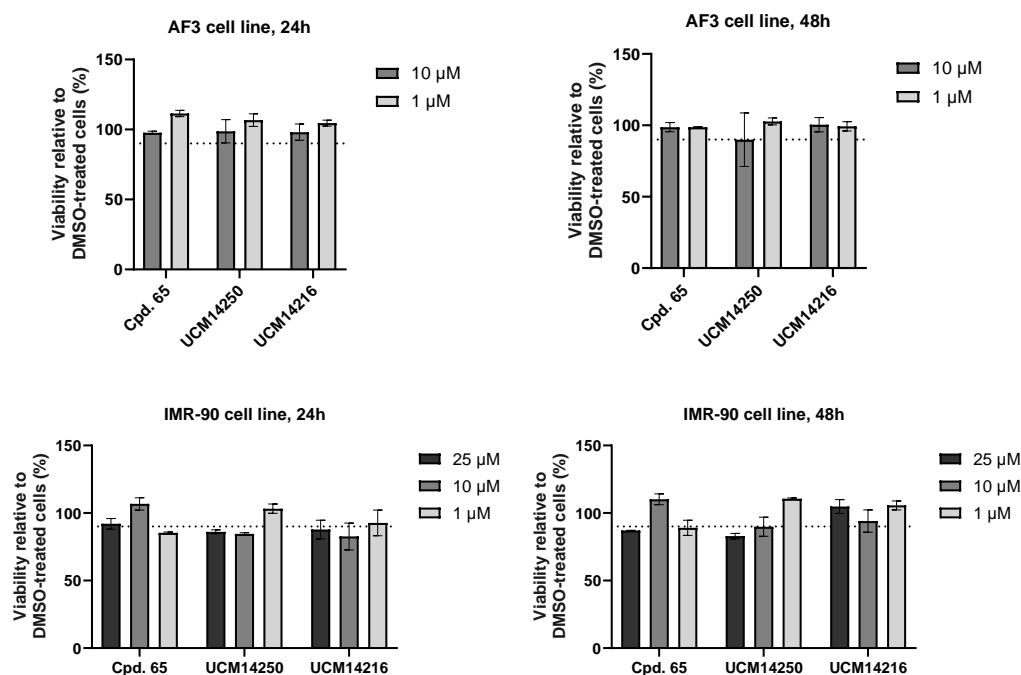 AF3 cell line, 24h
Viability relative to
DMSO-treated cells (%)
150
100
50
0
Cpd. 65
UCM14250
UCM14216
10 µM
1 µM
AF3 cell line, 48h
Viability relative to
DMSO-treated cells (%)
150
100
50
0
Cpd. 65
UCM14250
UCM14216
10 µM
1 µM
IMR-90 cell line, 24h
Viability relative to
DMSO-treated cells (%)
150
100
50
0
Cpd. 65
UCM14250
UCM14216
25 µM
10 µM
1 µM
IMR-90 cell line, 48h
Viability relative to
DMSO-treated cells (%)
150
100
50
0
Cpd. 65
UCM14250
UCM14216
25 µM
10 µM
1 µM